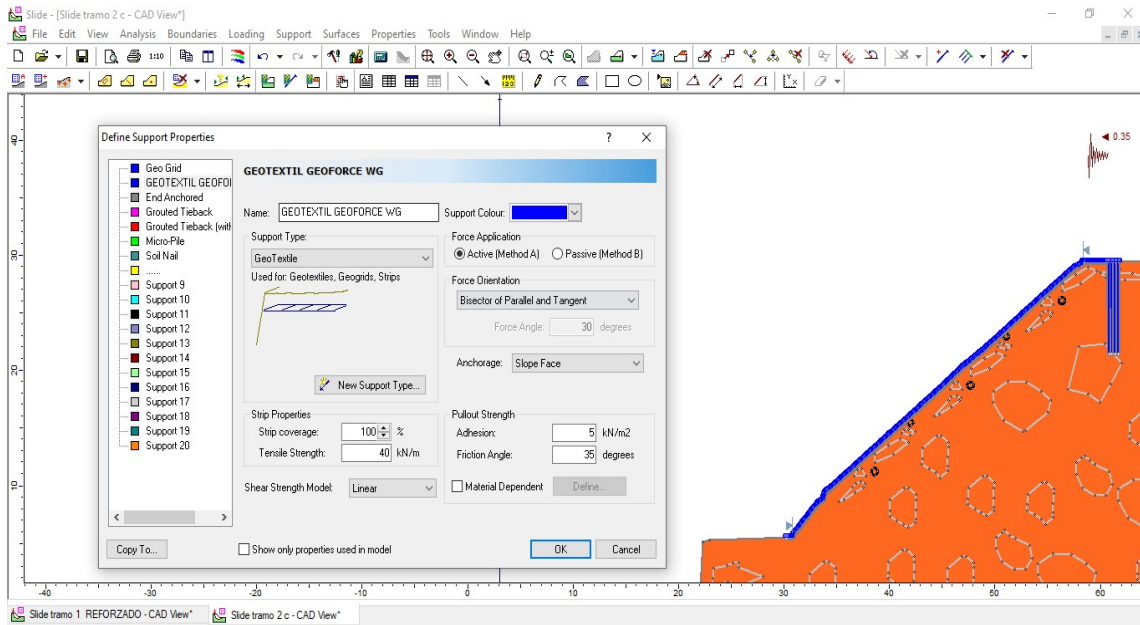 Slide - [Slide tramo 2 c - CAD View*]
File Edit View Analysis Boundaries Loading Support Surfaces Properties Tools Window Help
1:10
123
Define Support Properties
? X
Geo Grid
GEOTEXTIL GEOFO
End Anchored
Grouted Tieback
Grouted Tieback (with
Micro-Pile
Soil Nail
......
Support 9
Support 10
Support 11
Support 12
Support 13
Support 14
Support 15
Support 16
Support 17
Support 18
Support 19
Support 20
GEOTEXTIL GEOFORCE WG
Name: GEOTEXTIL GEOFORCE WG Support Colour:
Support Type:
GeoTextile
Used for: Geotextiles, Geogrids, Strips
New Support Type...
Force Application
Active (Method A) Passive (Method B)
Force Orientation
Bisector of Parallel and Tangent
Force Angle: 30 degrees
Anchorage: Slope Face
Strip Properties
Strip coverage: 100 %
Tensile Strength: 40 kN/m
Shear Strength Model: Linear
Pullout Strength
Adhesion: 5 kN/m2
Friction Angle: 35 degrees
Material Dependent Define...
Copy To... Show only properties used in model OK Cancel
0.35
40
30
20
10
-40 -30 -20 -10 0 10 20 30 40 50 60
Slide tramo 1 REFORZADO - CAD View* Slide tramo 2 c - CAD View*